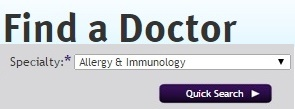 Find a Doctor
Specialty:* Allergy & Immunology
Quick Search